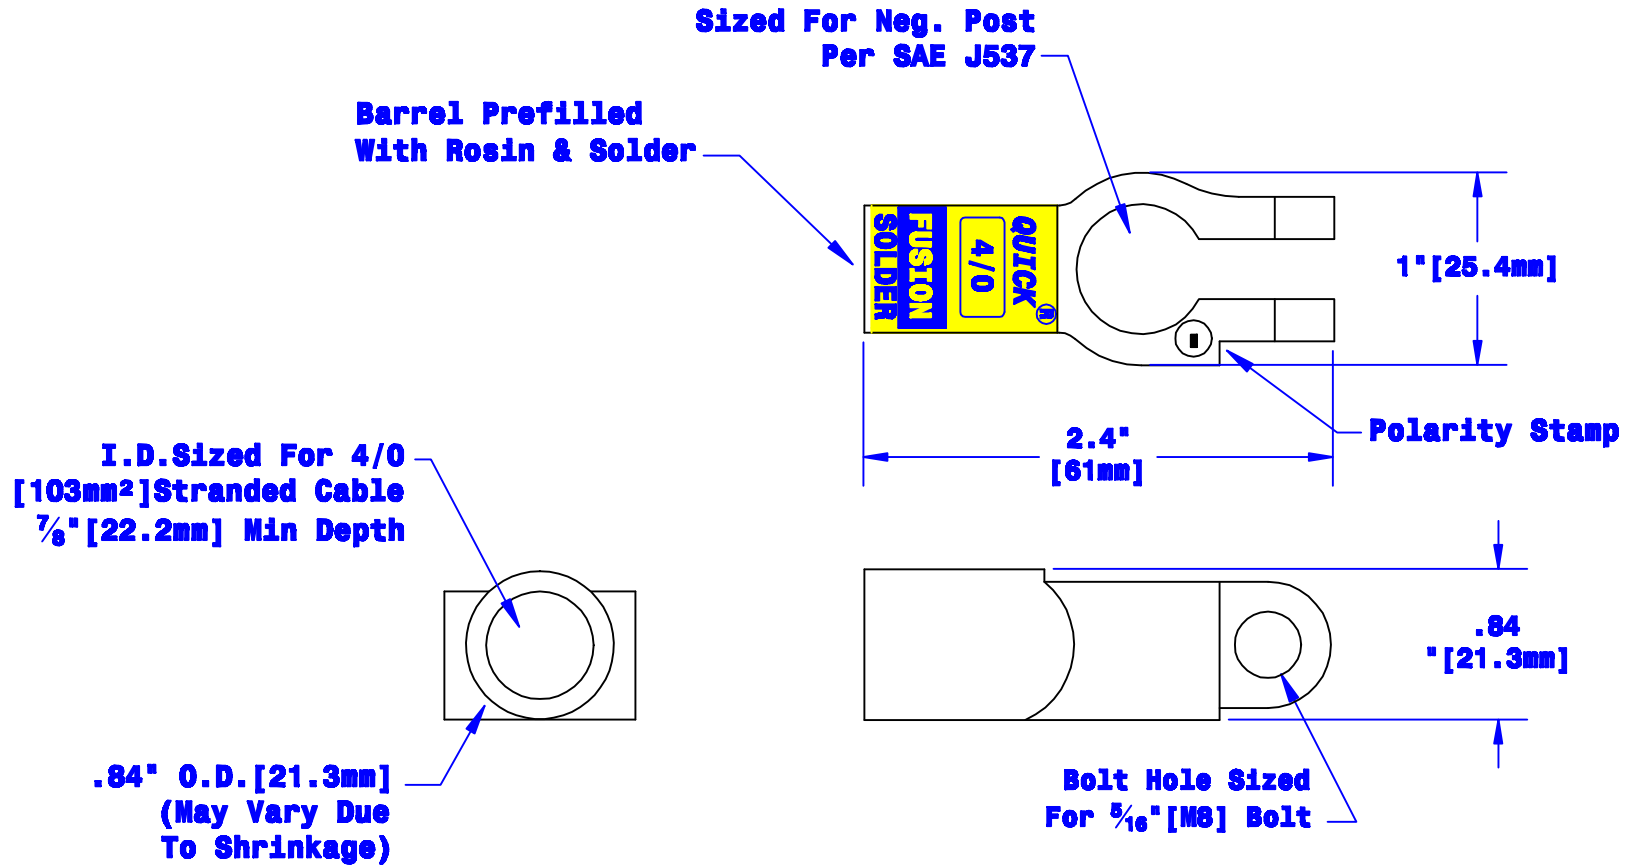 Sized For Neg. Post
Per SAE J537
Barrel Prefilled
With Rosin & Solder
QUICK®
4/0
FUSION
SOLDER
-
1"[25.4mm]
Polarity Stamp
2.4"
[61mm]
I.D.Sized For 4/0
[103mm²]Stranded Cable
⅞"[22.2mm] Min Depth
.84
"[21.3mm]
.84" O.D.[21.3mm]
(May Vary Due
To Shrinkage)
Bolt Hole Sized
For 5⁄16"[M8] Bolt